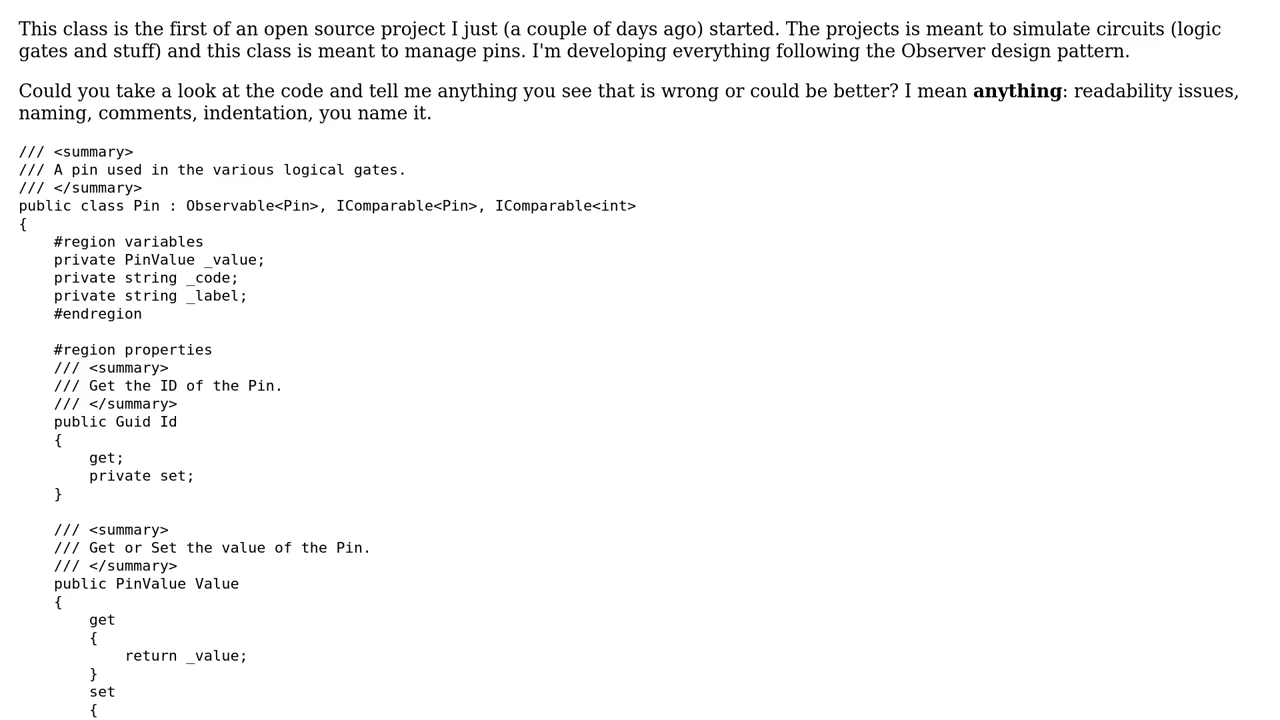 This class is the first of an open source project I just (a couple of days ago) started. The projects is meant to simulate circuits (logic
gates and stuff) and this class is meant to manage pins. I'm developing everything following the Observer design pattern.
Could you take a look at the code and tell me anything you see that is wrong or could be better? I mean anything: readability issues,
naming, comments, indentation, you name it.
/// <summary>
/// A pin used in the various logical gates.
/// </summary>
public class Pin : Observable<Pin>, IComparable<Pin>, IComparable<int>
{
    #region variables
    private PinValue _value;
    private string _code;
    private string _label;
    #endregion

    #region properties
    /// <summary>
    /// Get the ID of the Pin.
    /// </summary>
    public Guid Id
    {
        get;
        private set;
    }

    /// <summary>
    /// Get or Set the value of the Pin.
    /// </summary>
    public PinValue Value
    {
        get
        {
            return _value;
        }
        set
        {